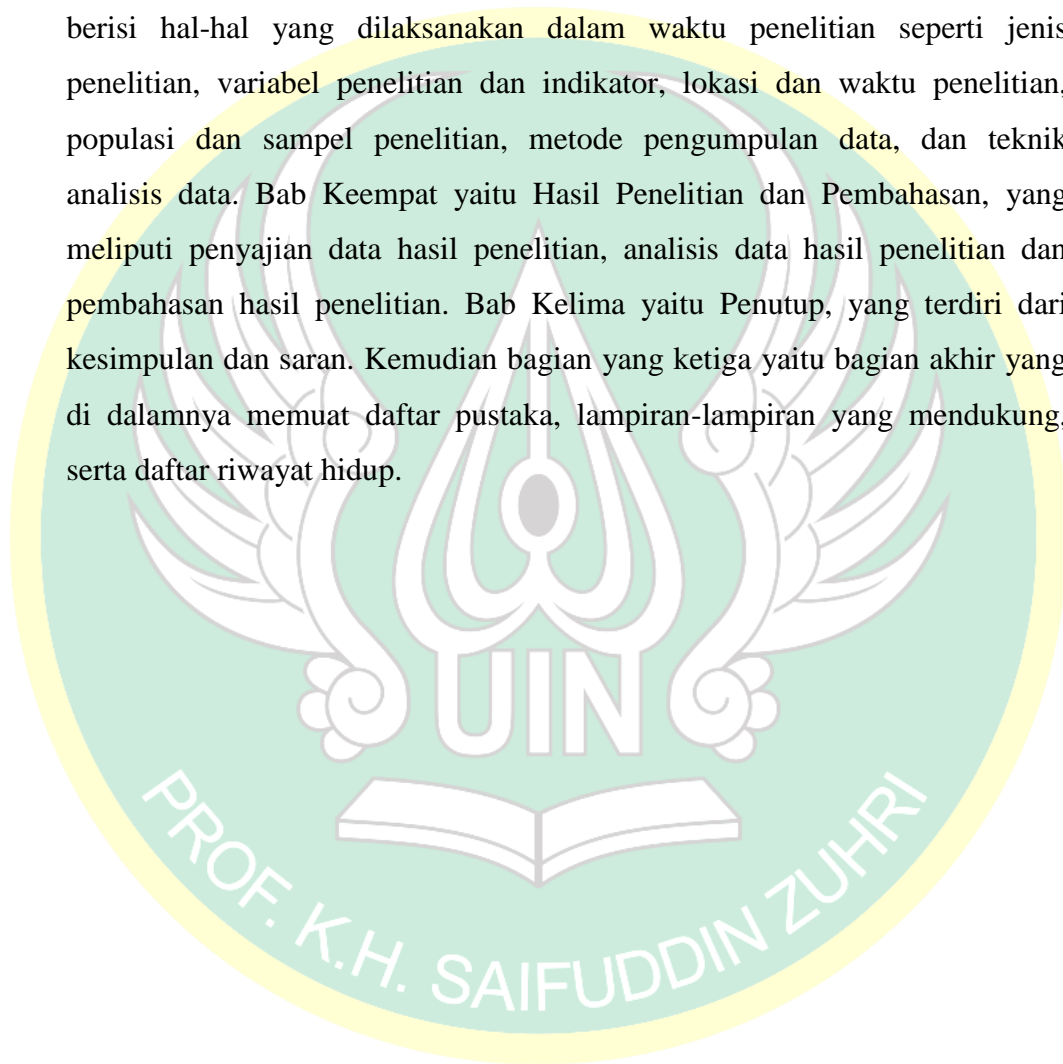 berisi hal-hal yang dilaksanakan dalam waktu penelitian seperti jenis
penelitian, variabel penelitian dan indikator, lokasi dan waktu penelitian,
populasi dan sampel penelitian, metode pengumpulan data, dan teknik
analisis data. Bab Keempat yaitu Hasil Penelitian dan Pembahasan, yang
meliputi penyajian data hasil penelitian, analisis data hasil penelitian dan
pembahasan hasil penelitian. Bab Kelima yaitu Penutup, yang terdiri dari
kesimpulan dan saran. Kemudian bagian yang ketiga yaitu bagian akhir yang
di dalamnya memuat daftar pustaka, lampiran-lampiran yang mendukung,
serta daftar riwayat hidup.
UIN
PROF. K.H. SAIFUDDIN ZUHRI